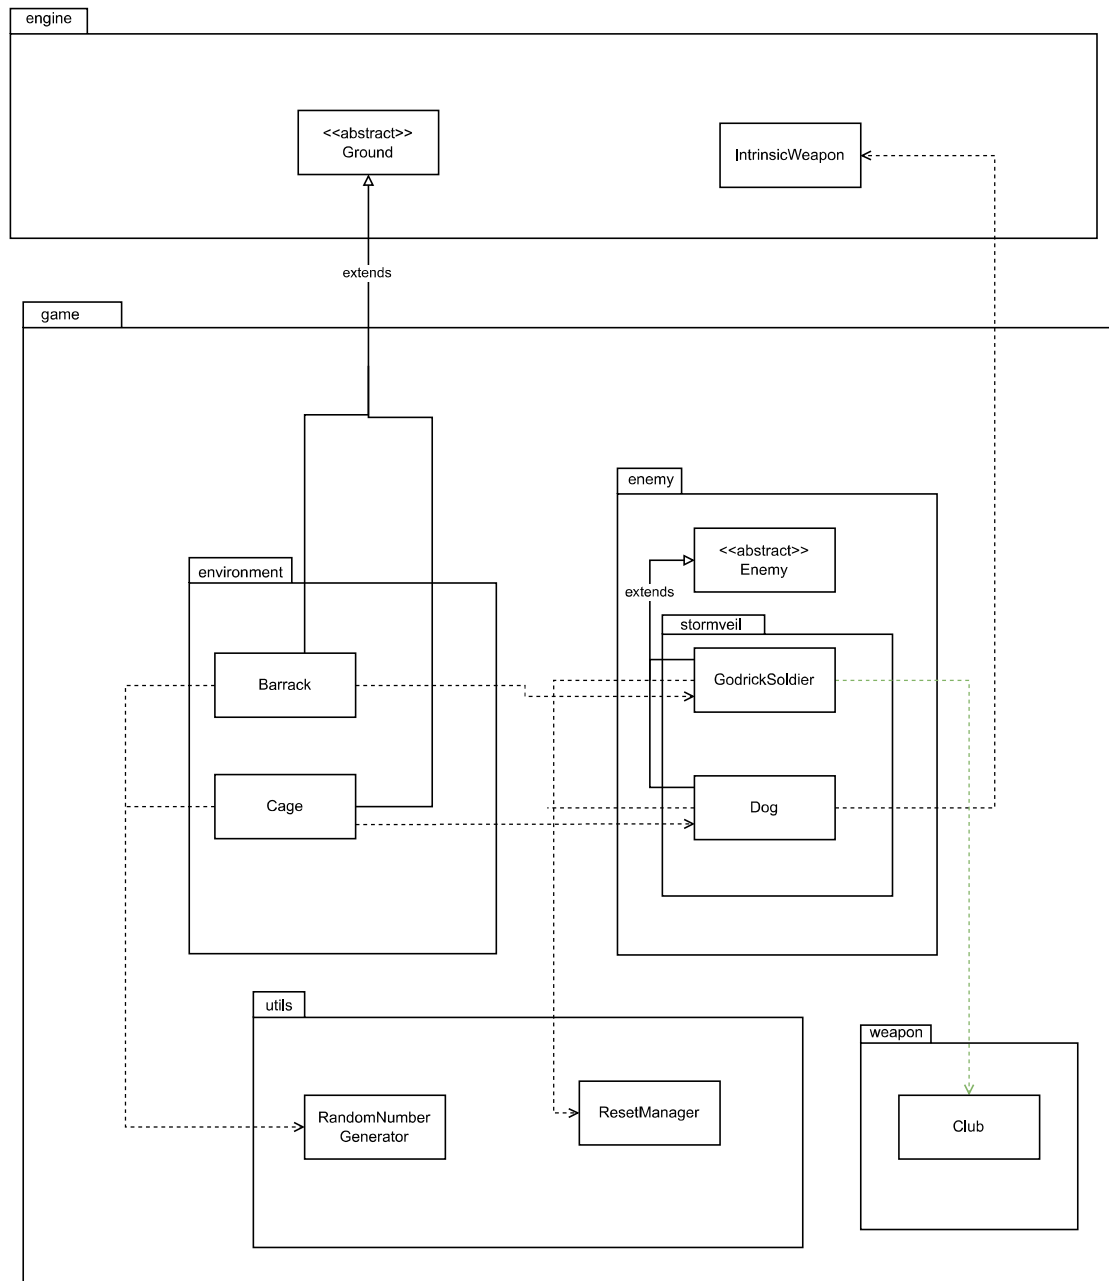 engine
<<abstract>>
Ground
IntrinsicWeapon
extends
game
enemy
<<abstract>>
Enemy
environment
extends
stormveil
Barrack
GodrickSoldier
Cage
Dog
utils
weapon
RandomNumber
Generator
ResetManager
Club